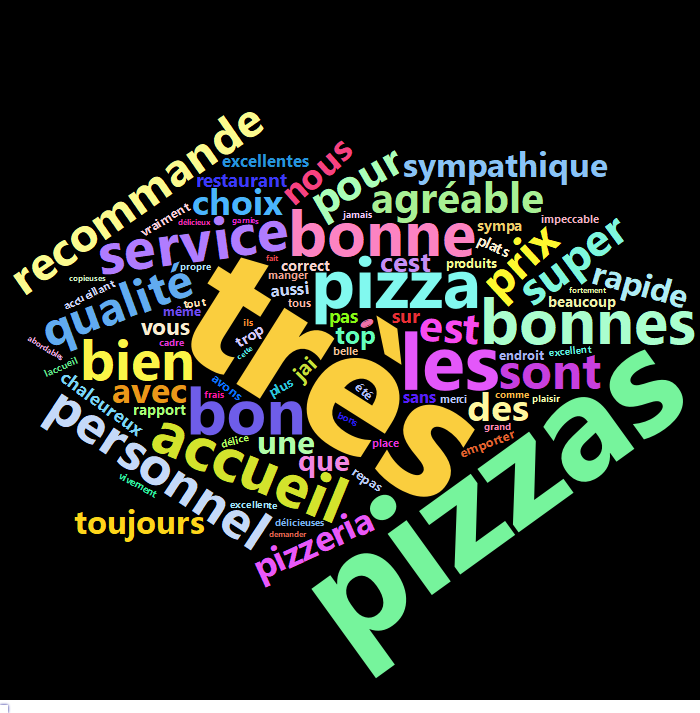 recommande
excellentes
nous
pour
sympathique
restaurant
choix
agréable
vraiment
délicieux
garnies
jamais
impeccable
service
bonne
sympa
plats
prix
super
propre
fait
correct
cest
produits
rapide
copieuses
accueillant
qualité
manger
aussi
pizza
fortement
beaucoup
tout
même
tous
très
vous
ils
trop
pas
sur
est
bonnes
top
abordables
cadre
cette
belle
les
endroit
excellent
laccueil
bien
jai
sont
chaleureux
avec
avons
plus
été
sans
merci
comme
plaisir
rapport
frais
bon
bons
des
grand
personnel
accueil
délice
une
place
emporter
que
repas
vivement
excellente
toujours
délicieuses
demander
pizzeria
pizzas